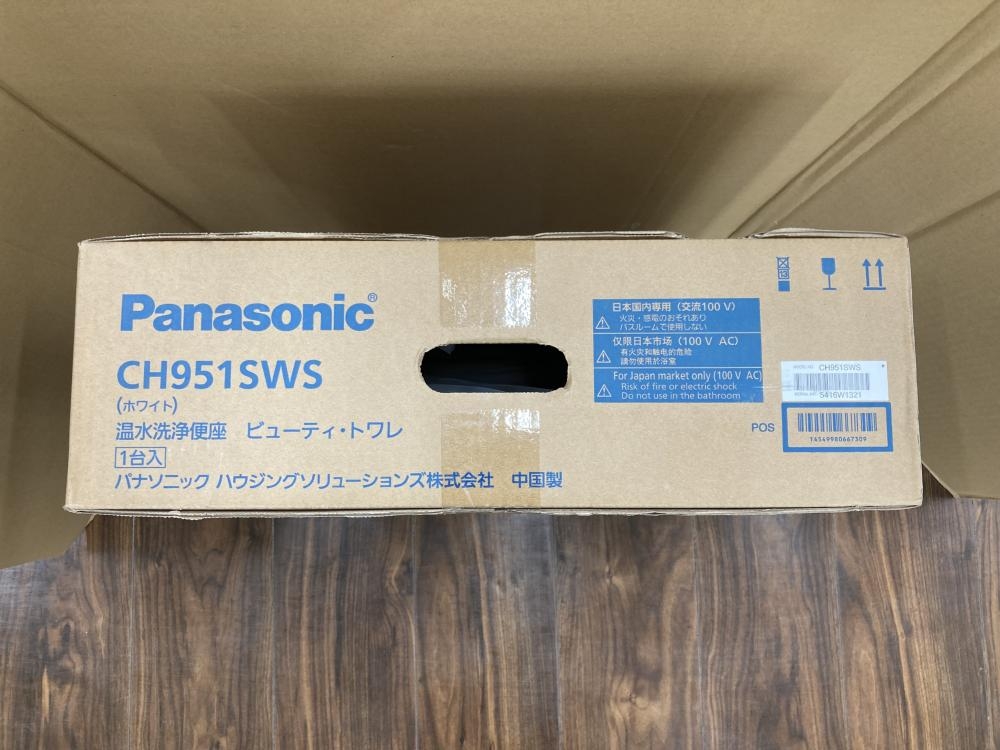 Panasonic®
CH951SWS
(ホワイト)
温水洗浄便座 ビューティ・トワレ
1台入
パナソニック ハウジングソリューションズ株式会社 中国製
日本国内専用(交流100 V)
火災・感電のおそれあり
バスルームで使用しない
仅限日本市场(100 V AC)
有火灾和触电的危险
請勿使用於浴室
For Japan market only (100 V AC)
Risk of fire or electric shock
Do not use in the bathroom
CH951SWS
5416W1321
POS
14549980667309